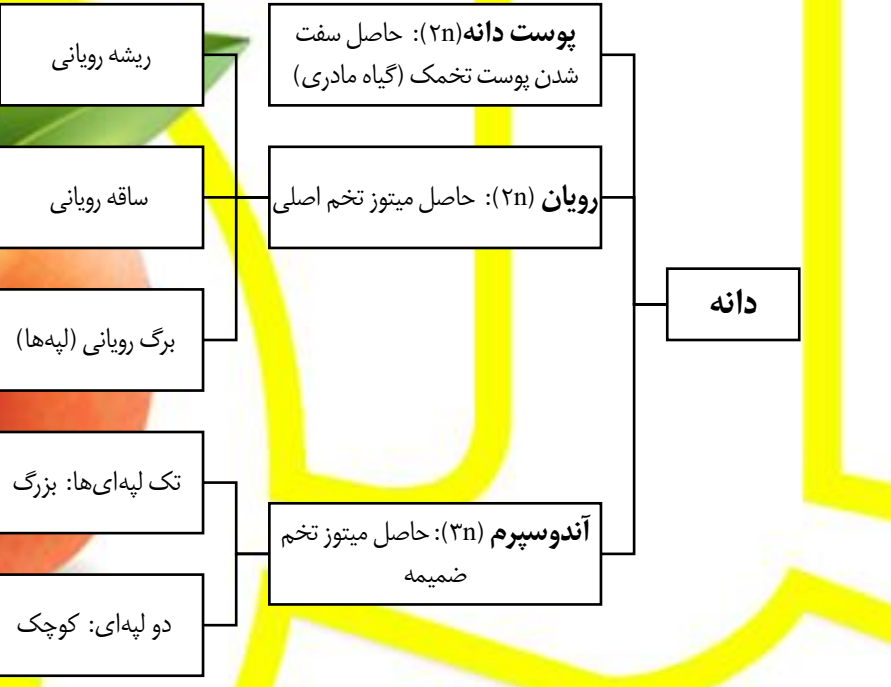 دانه
پوست دانه(۲n): حاصل سفت
شدن پوست تخمک (گیاه مادری)
رویان (۲n): حاصل میتوز تخم اصلی
ریشه رویانی
ساقه رویانی
برگ رویانی (لپه‌ها)
آندوسپرم (۳n): حاصل میتوز تخم
ضمیمه
تک لپه‌ای‌ها: بزرگ
دو لپه‌ای: کوچک